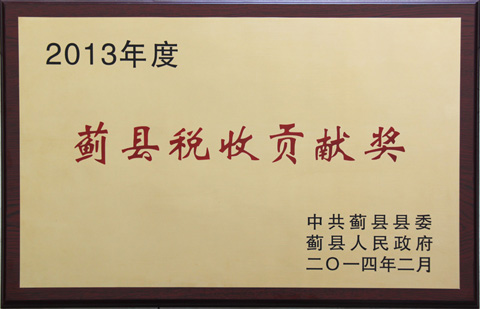 2013年度
蓟县税收贡献奖
中共蓟县县委
蓟县人民政府
二〇一四年二月